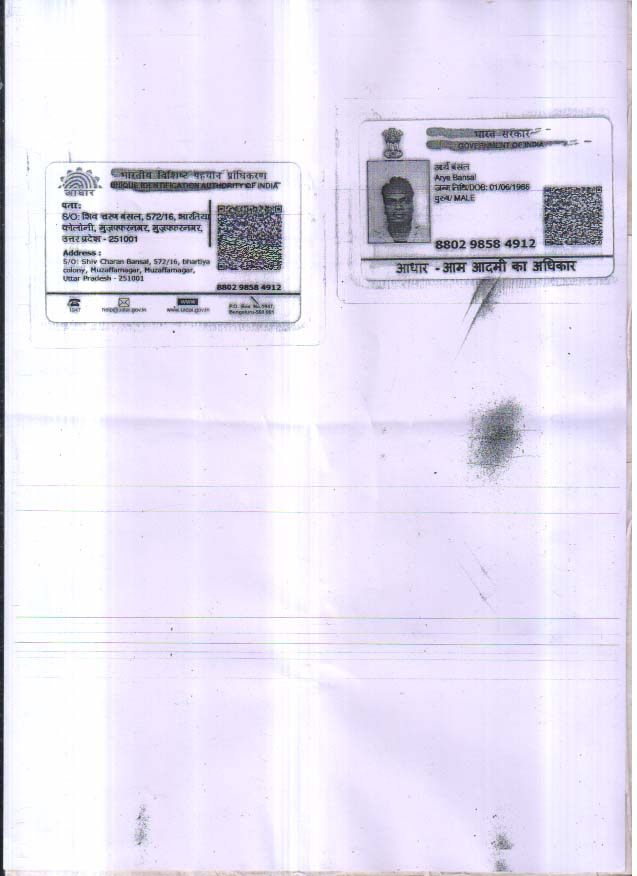 भारतीय विशिष्ट पहचान प्राधिकरण
UNIQUE IDENTIFICATION AUTHORITY OF INDIA
आधार
पता:
S/O: शिव चरण बंसल, 572/16, भारतिया
कालोनी, मुज़फ्फरनगर, मुज़फ्फरनगर,
उत्तर प्रदेश - 251001
Address :
S/O: Shiv Charan Bansal, 572/16, bhartiya
colony, Muzaffarnagar, Muzaffarnagar,
Uttar Pradesh - 251001
8802 9858 4912
1947
help@uidai.gov.in
www.uidai.gov.in
P.O. Box No.1947,
Bengaluru-560 001
भारत सरकार
GOVERNMENT OF INDIA
आर्य बंसल
Arya Bansal
जन्म तिथि/DOB: 01/06/1986
पुरुष/ MALE
8802 9858 4912
आधार -आम आदमी का अधिकार